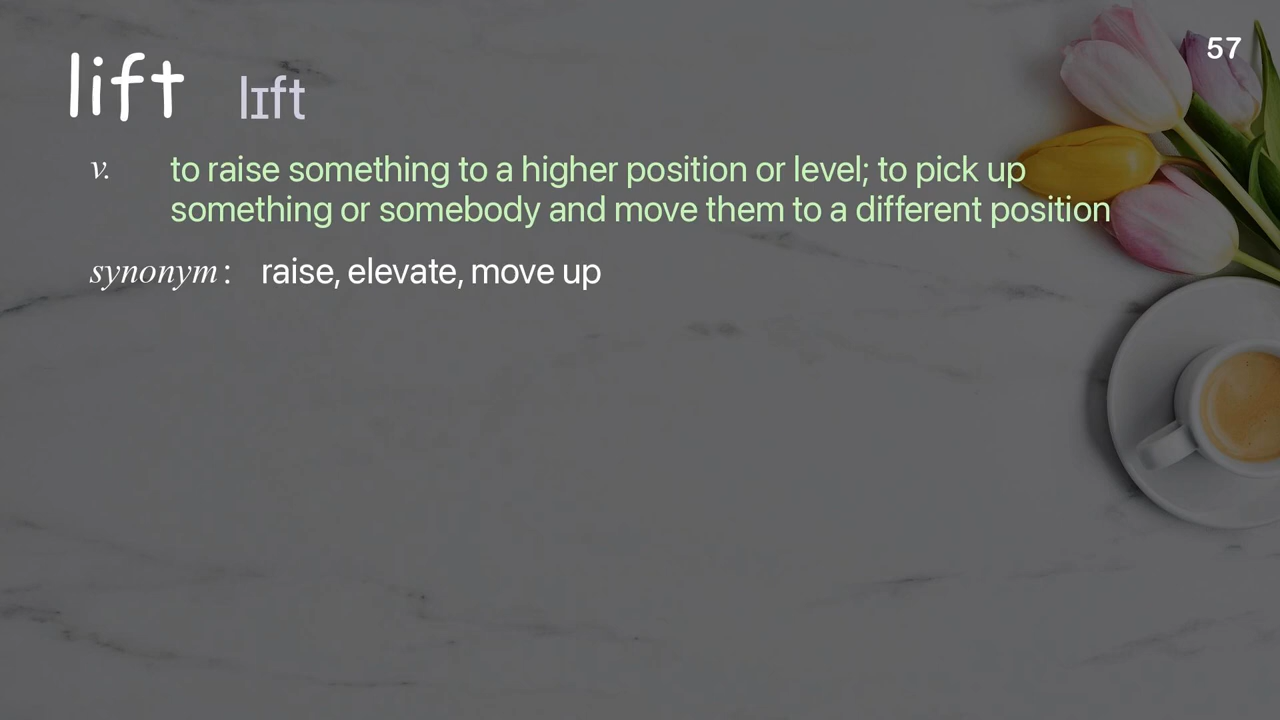 57
lift lɪft
v. to raise something to a higher position or level; to pick up
something or somebody and move them to a different position
synonym: raise, elevate, move up